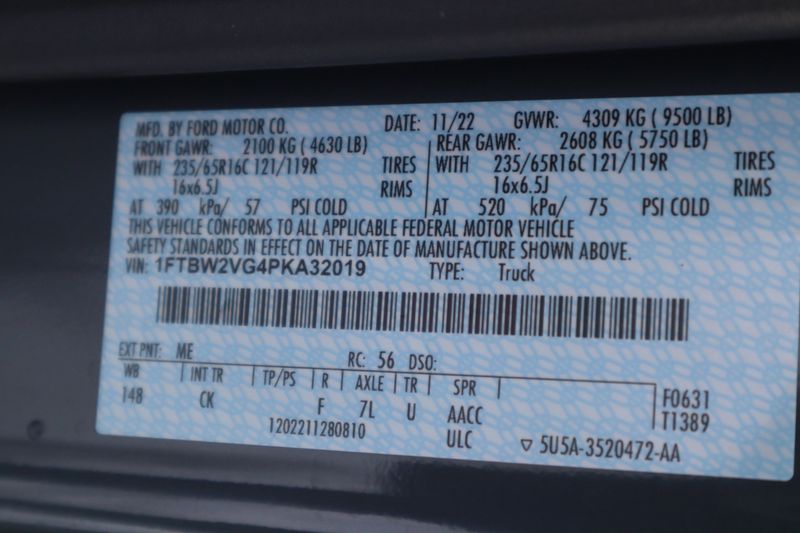 MFD. BY FORD MOTOR CO. DATE: 11/22 GVWR: 4309 KG ( 9500 LB)
FRONT GAWR: 2100 KG ( 4630 LB) REAR GAWR: 2608 KG ( 5750 LB)
WITH 235/65R16C 121/119R TIRES WITH 235/65R16C 121/119R TIRES
16x6.5J RIMS 16x6.5J RIMS
AT 390 kPa/ 57 PSI COLD AT 520 kPa/ 75 PSI COLD
THIS VEHICLE CONFORMS TO ALL APPLICABLE FEDERAL MOTOR VEHICLE
SAFETY STANDARDS IN EFFECT ON THE DATE OF MANUFACTURE SHOWN ABOVE.
VIN: 1FTBW2VG4PKA32019 TYPE: Truck
EXT PNT: ME RC: 56 DSO:
WB INT TR TP/PS R AXLE TR SPR F0631
148 CK F 7L U AACC T1389
1202211280810 ULC ▽ 5U5A-3520472-AA